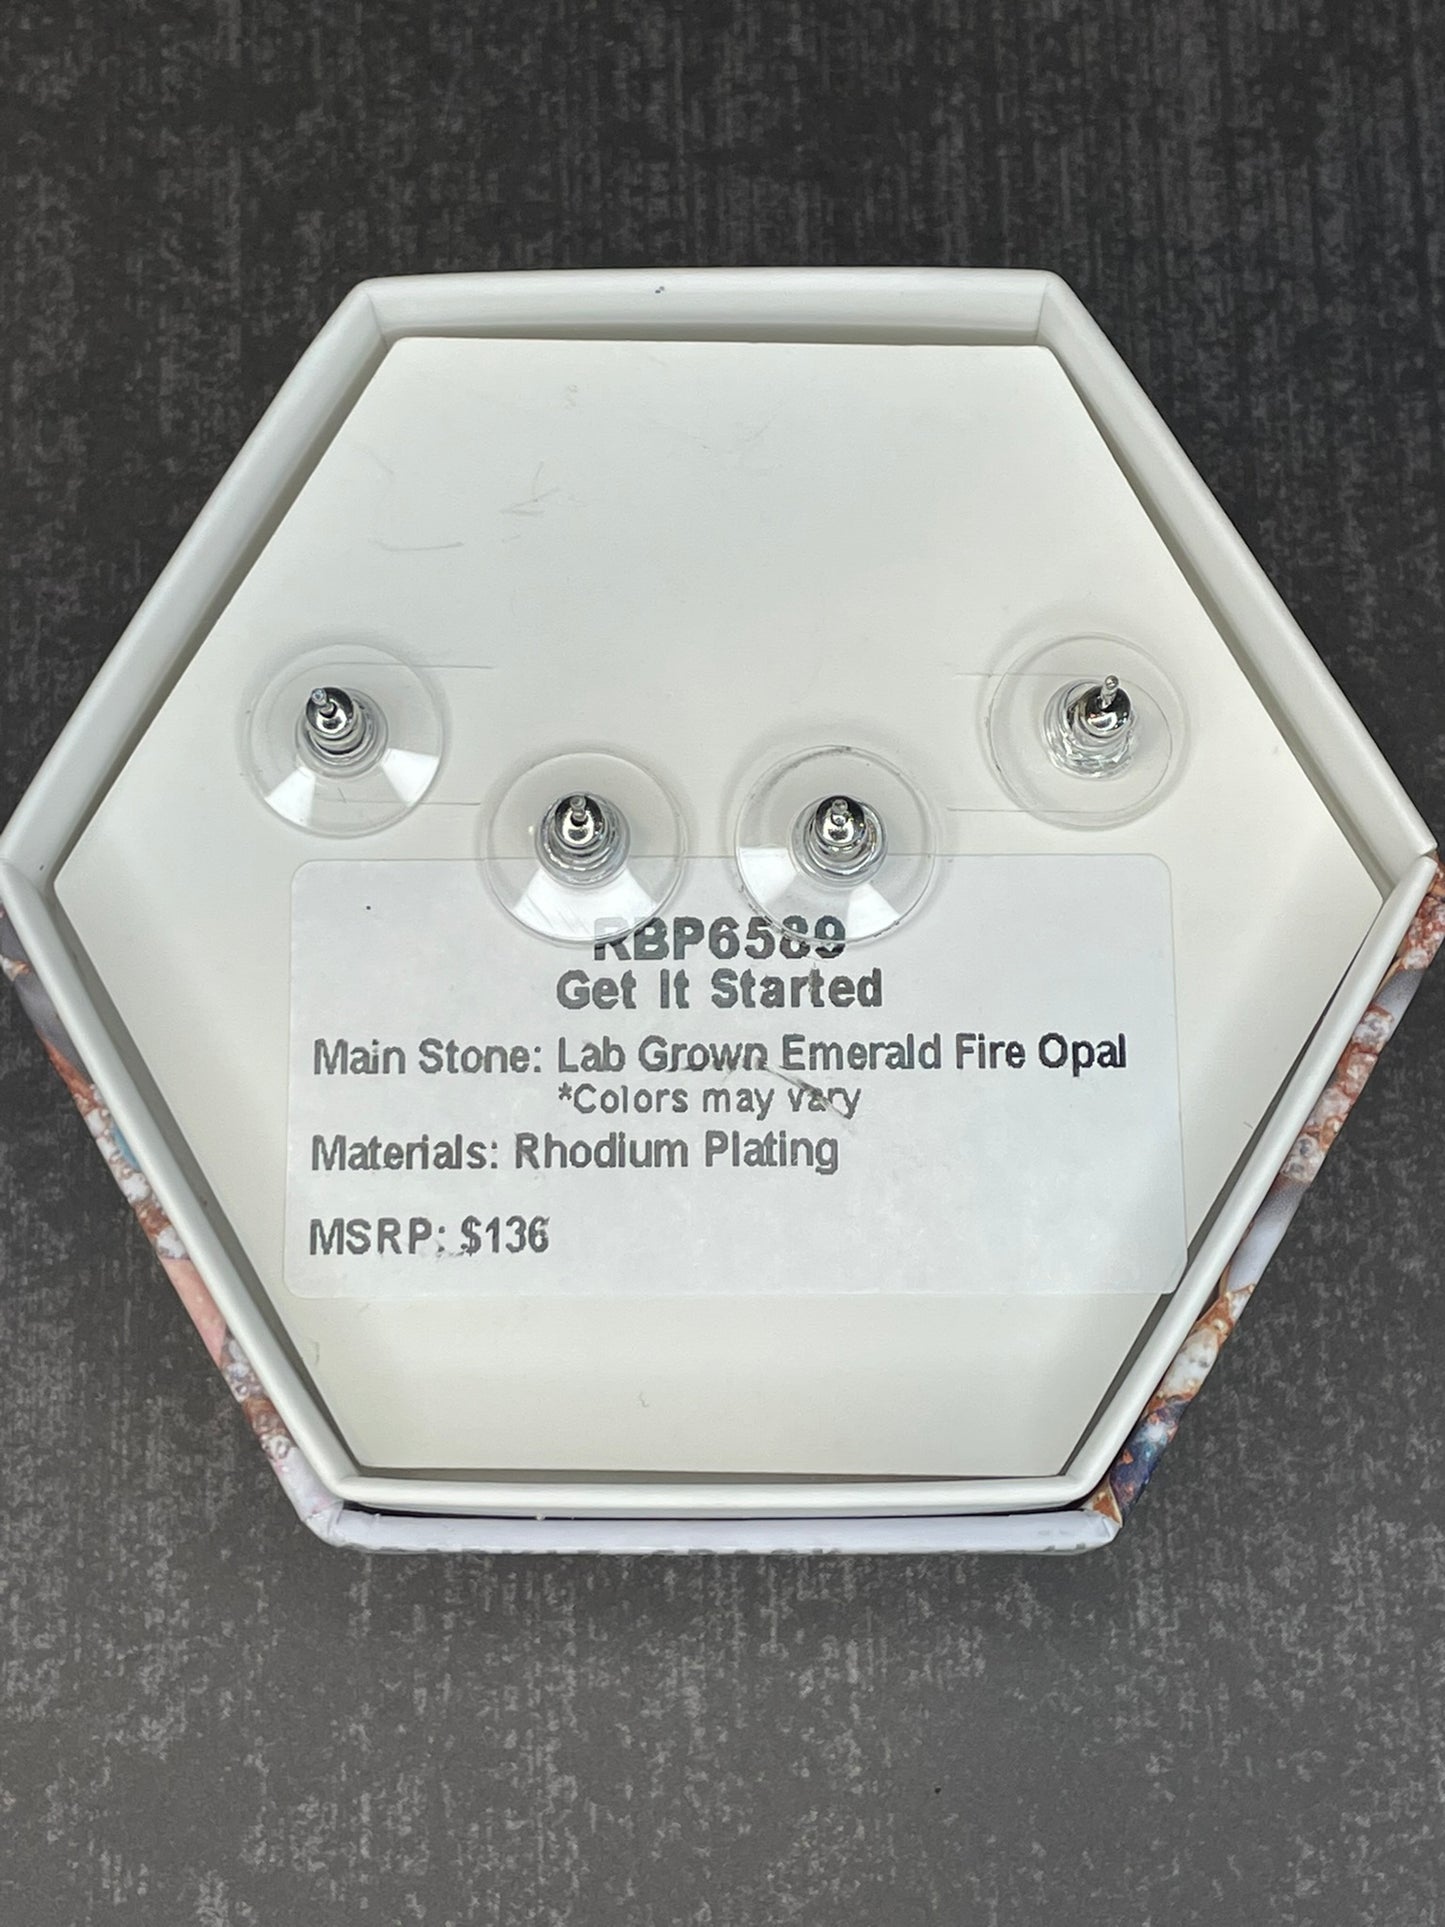 RBP6589
Get It Started
Main Stone: Lab Grown Emerald Fire Opal
*Colors may vary
Materials: Rhodium Plating
MSRP: $136